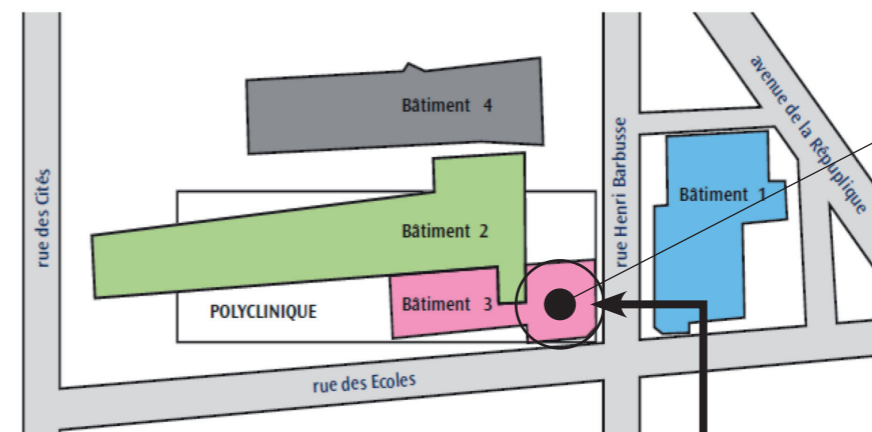 rue des Cités
Bâtiment 4
rue Henri Barbusse
avenue de la Répuplique
Bâtiment 1
Bâtiment 2
Bâtiment 3
POLYCLINIQUE
rue des Ecoles